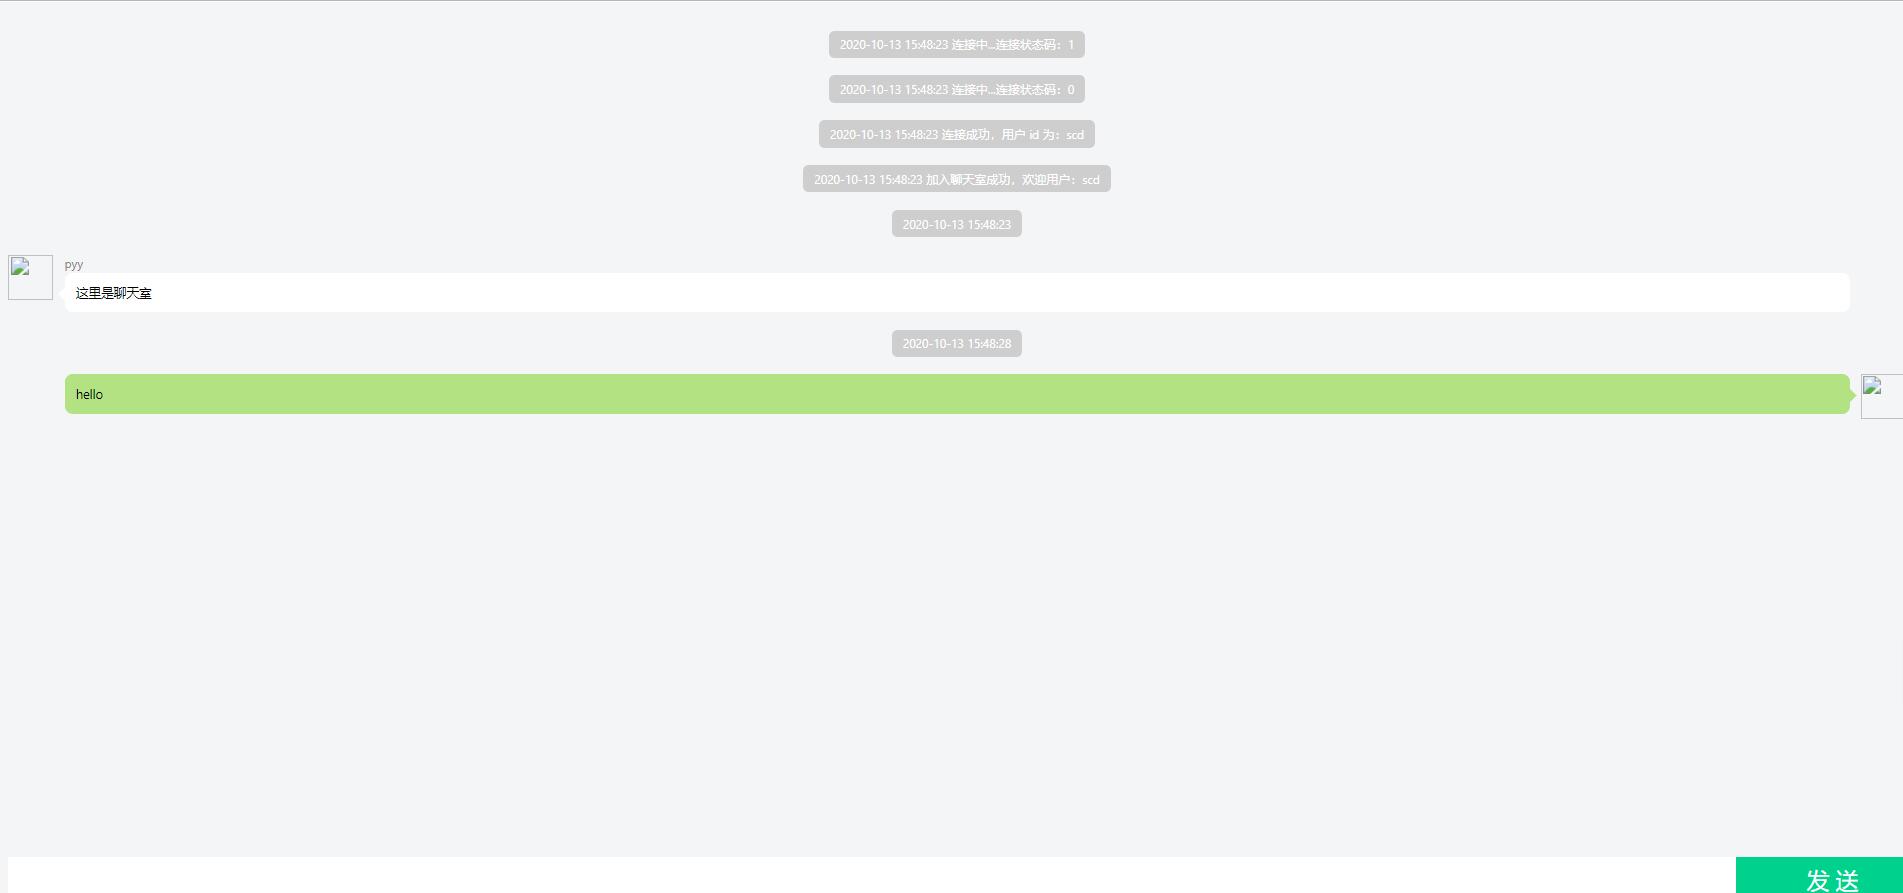 2020-10-13 15:48:23 连接中...连接状态码：1
2020-10-13 15:48:23 连接中...连接状态码：0
2020-10-13 15:48:23 连接成功，用户 id 为：scd
2020-10-13 15:48:23 加入聊天室成功，欢迎用户：scd
2020-10-13 15:48:23
pyy
这里是聊天室
2020-10-13 15:48:28
hello
发送